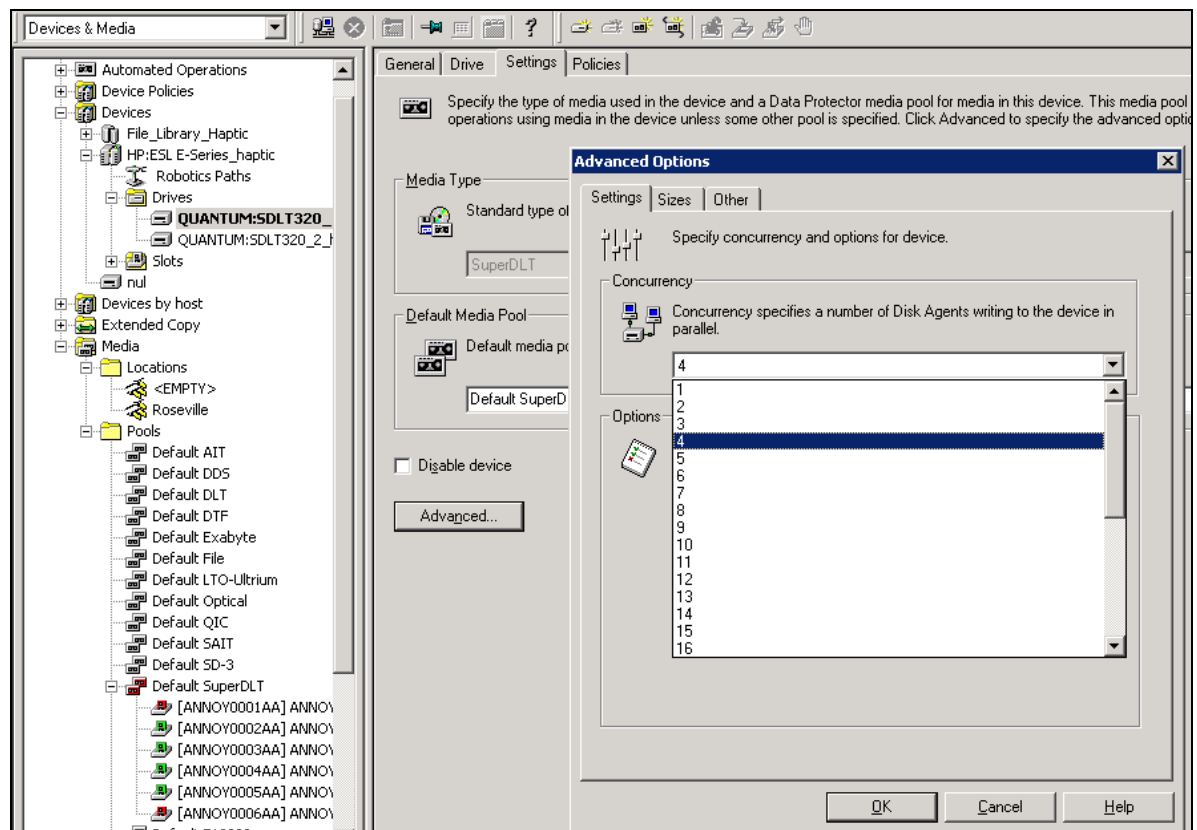 Devices & Media
Automated Operations
Device Policies
Devices
File_Library_Haptic
HP:ESL E-Series_haptic
Robotics Paths
Drives
QUANTUM:SDLT320_
QUANTUM:SDLT320_2_
Slots
nul
Devices by host
Extended Copy
Media
Locations
<EMPTY>
Roseville
Pools
Default AIT
Default DDS
Default DLT
Default DTF
Default Exabyte
Default File
Default LTO-Ultrium
Default Optical
Default QIC
Default SAIT
Default SD-3
Default SuperDLT
[ANNOY0001AA] ANNOY
[ANNOY0002AA] ANNOY
[ANNOY0003AA] ANNOY
[ANNOY0004AA] ANNOY
[ANNOY0005AA] ANNOY
[ANNOY0006AA] ANNOY
General Drive Settings Policies
Specify the type of media used in the device and a Data Protector media pool for media in this device. This media pool
operations using media in the device unless some other pool is specified. Click Advanced to specify the advanced optio
Media Type
Standard type of
SuperDLT
Default Media Pool
Default media po
Default SuperD
Disable device
Advanced...
Advanced Options
Settings Sizes Other
Specify concurrency and options for device.
Concurrency
Concurrency specifies a number of Disk Agents writing to the device in
parallel.
4
1
2
3
4
5
6
7
8
9
10
11
12
13
14
15
16
Options
OK Cancel Help